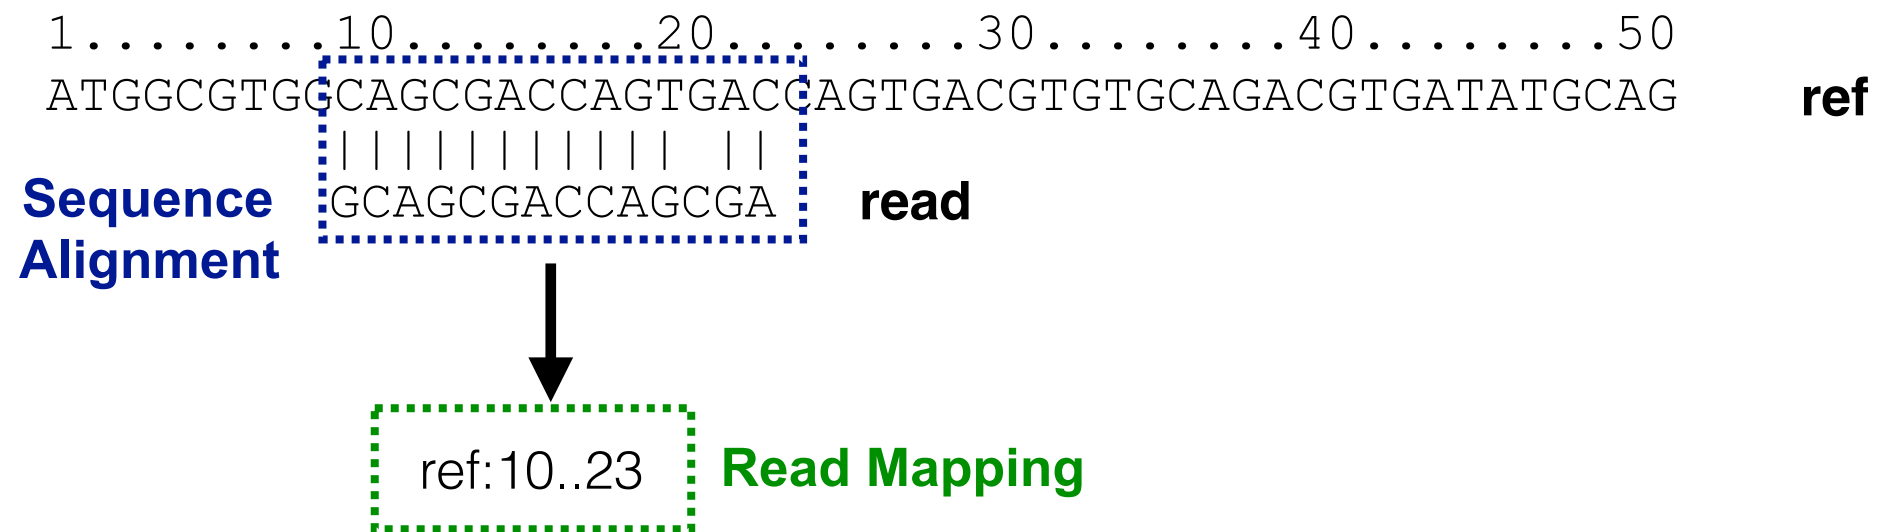 1........10........20........30........40........50
ATGGCGTGGCAGCGACCAGTGACCAGTGACGTGTGCAGACGTGATATGCAG ref
||||||||||| ||
GCAGCGACCAGCGA read
Sequence
Alignment
ref:10..23 Read Mapping